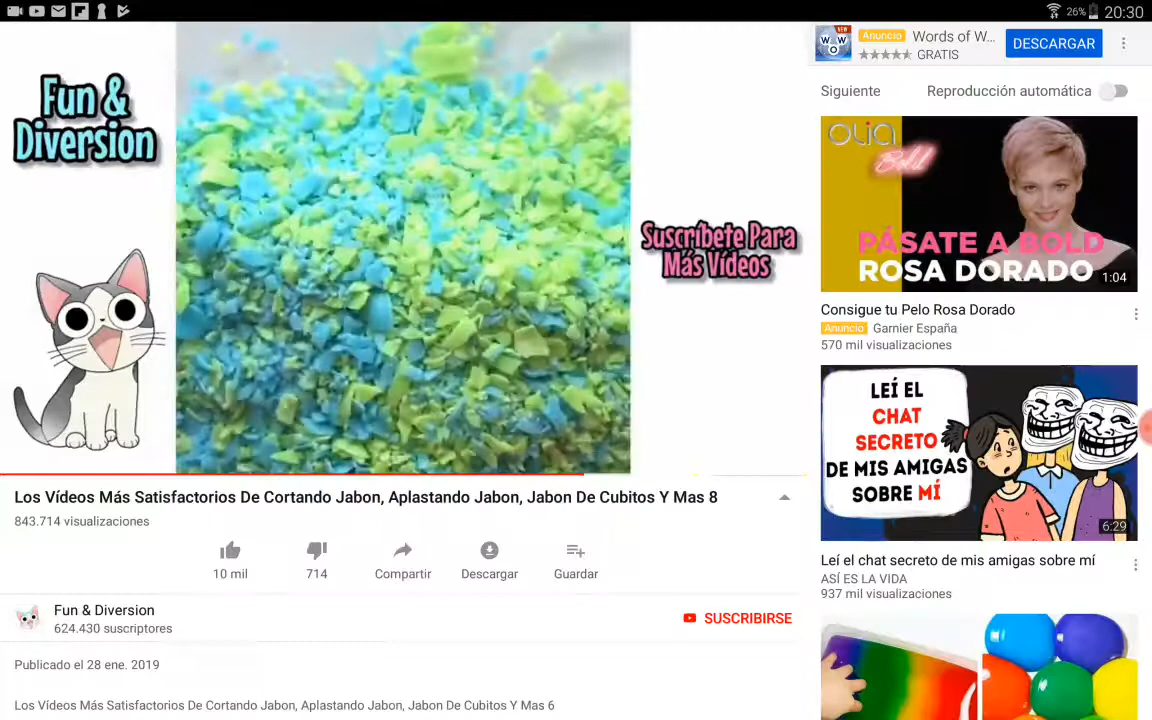 26% 20:30
Fun &
Diversion
Suscríbete Para
Más Vídeos
Los Vídeos Más Satisfactorios De Cortando Jabon, Aplastando Jabon, Jabon De Cubitos Y Mas 8
843.714 visualizaciones
10 mil
714
Compartir
Descargar
Guardar
Fun & Diversion
624.430 suscriptores
SUSCRIBIRSE
Publicado el 28 ene. 2019
Los Vídeos Más Satisfactorios De Cortando Jabon, Aplastando Jabon, Jabon De Cubitos Y Mas 6
NEW
W W
W
O
Anuncio Words of W...
GRATIS
DESCARGAR
Siguiente
Reproducción automática
OLIA
Bold
PÁSATE A BOLD
ROSA DORADO
1:04
Consigue tu Pelo Rosa Dorado
Anuncio Garnier España
570 mil visualizaciones
LEÍ EL
CHAT
SECRETO
DE MIS AMIGAS
SOBRE MÍ
6:29
Leí el chat secreto de mis amigas sobre mí
ASÍ ES LA VIDA
937 mil visualizaciones